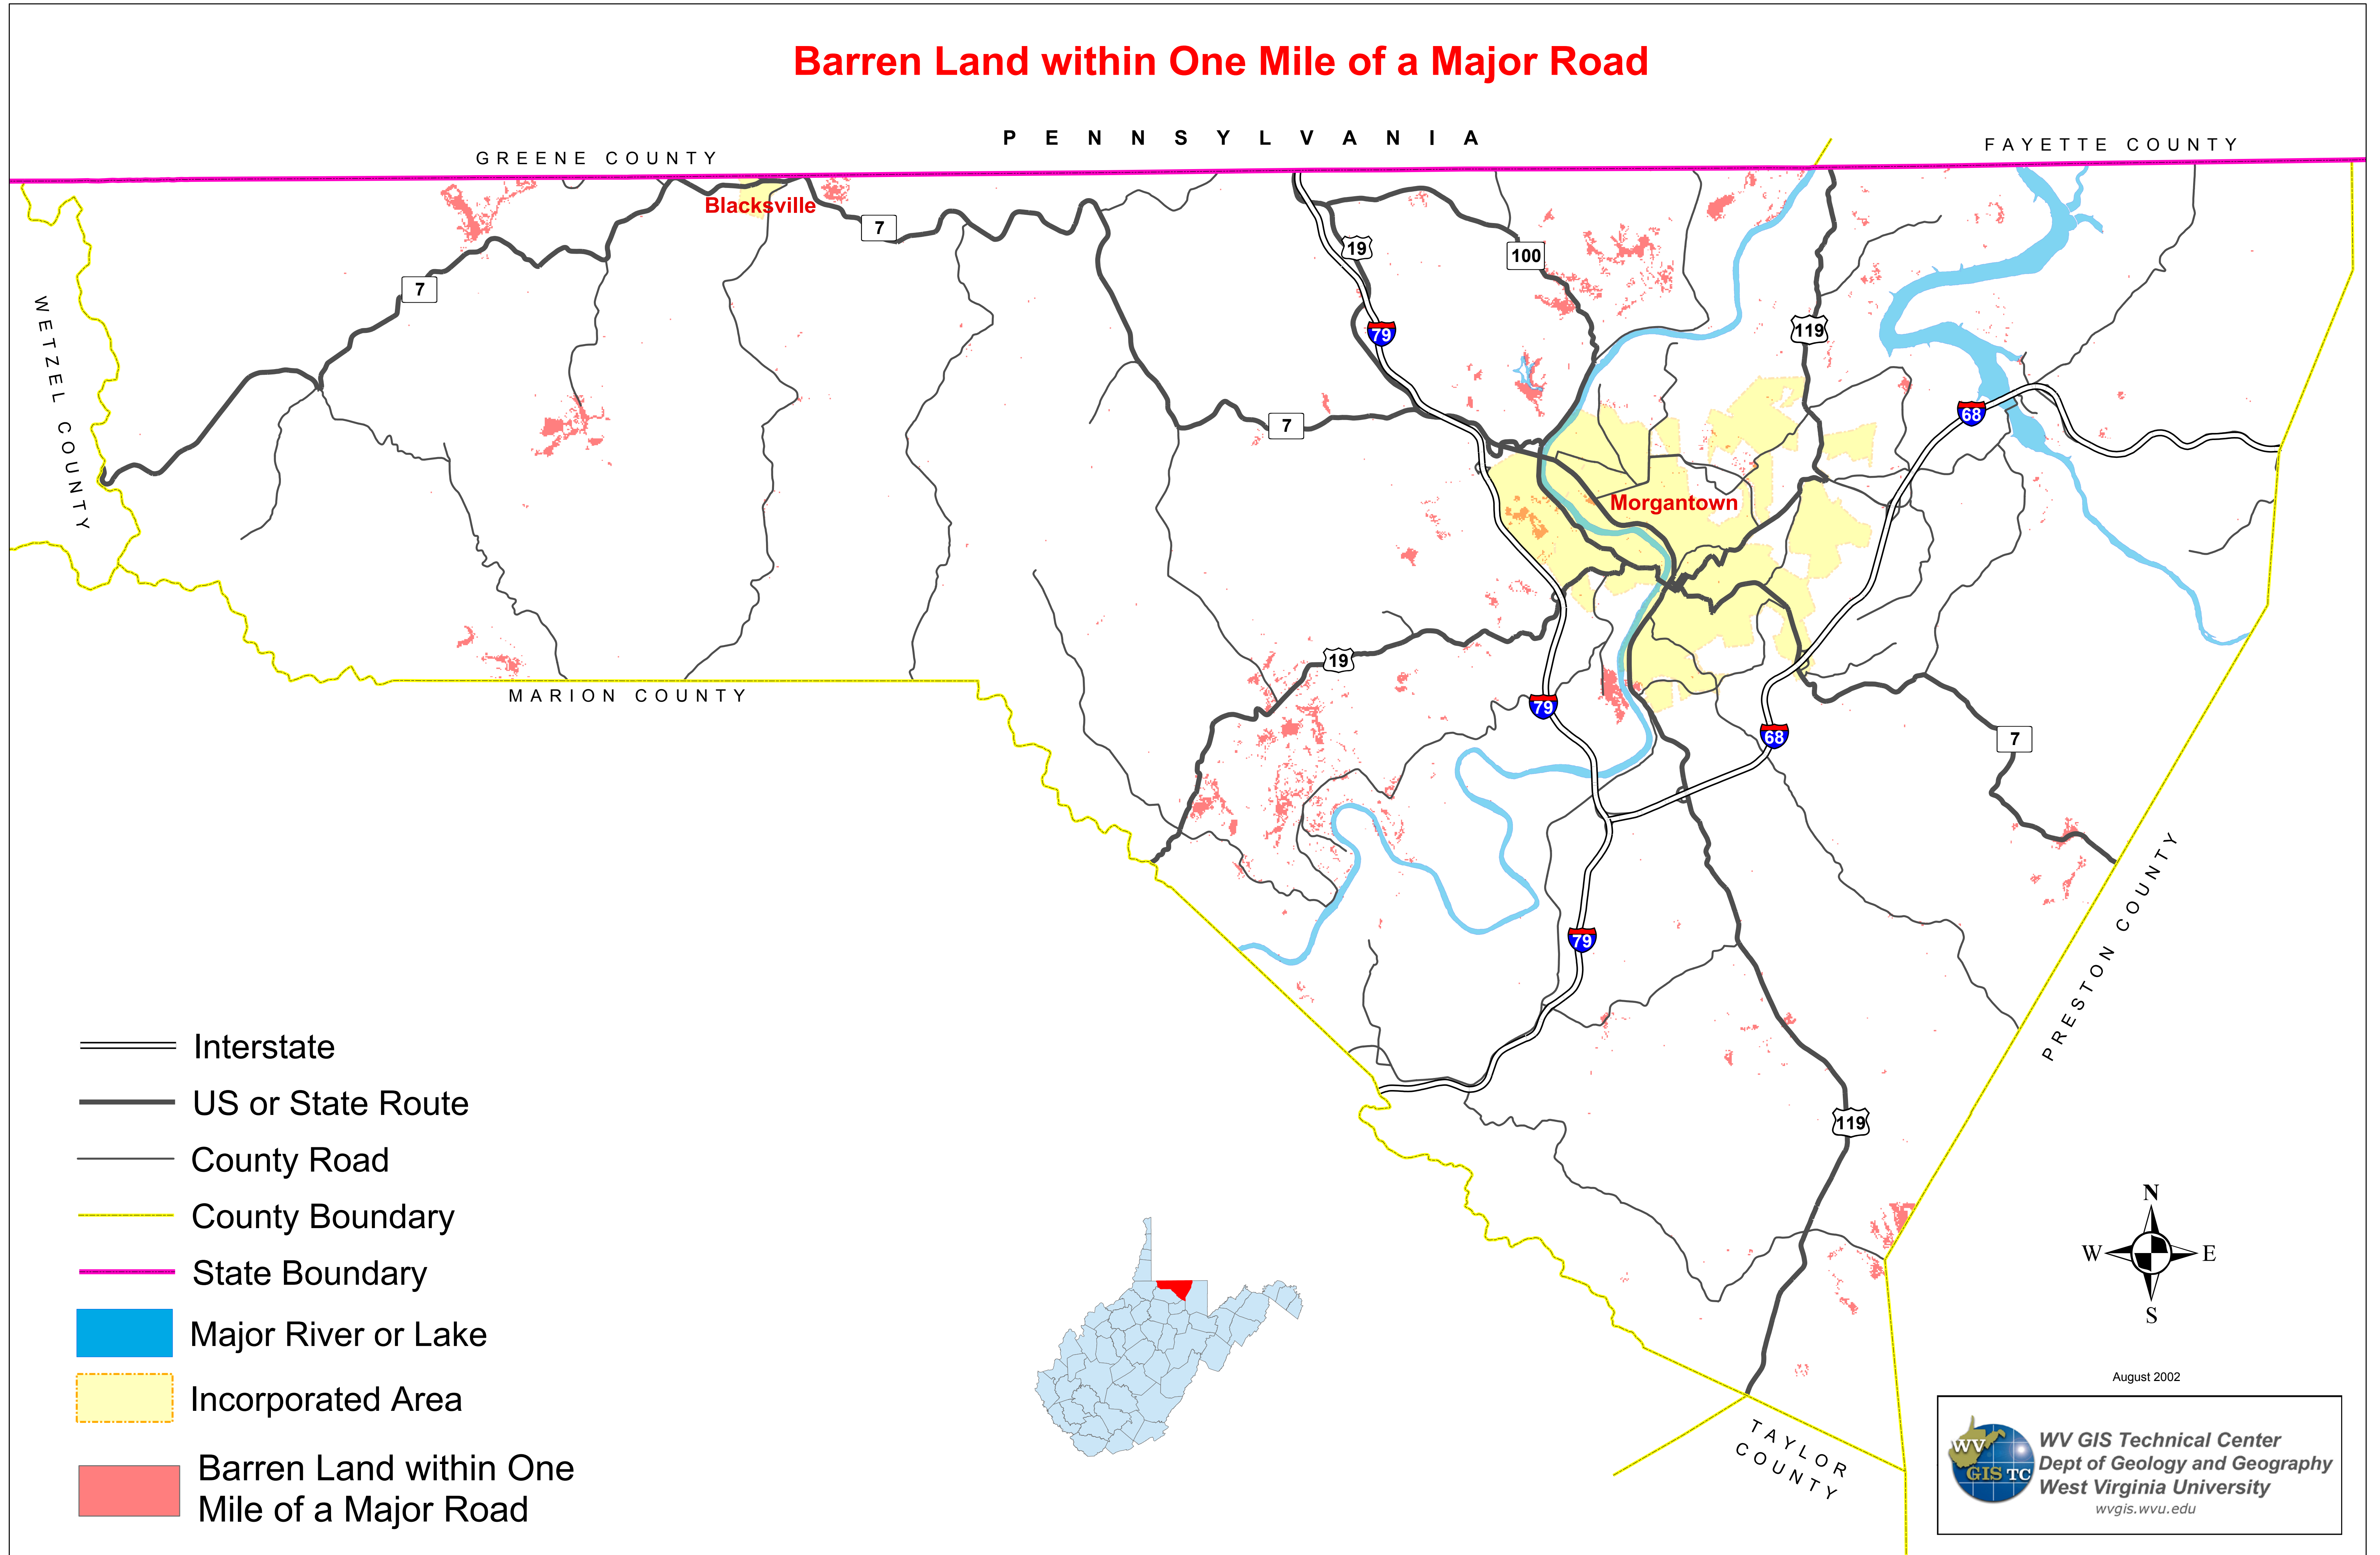 Barren Land within One Mile of a Major Road
PENNSYLVANIA
GREENE COUNTY
FAYETTE COUNTY
Blacksville
7
19
100
7
WETZEL COUNTY
79
119
68
7
Morgantown
19
MARION COUNTY
79
68
7
PRESTON COUNTY
79
119
Interstate
US or State Route
County Road
County Boundary
State Boundary
Major River or Lake
Incorporated Area
Barren Land within One
Mile of a Major Road
N
W E
S
August 2002
TAYLOR
COUNTY
WV
GIS TC
WV GIS Technical Center
Dept of Geology and Geography
West Virginia University
wvgis.wvu.edu